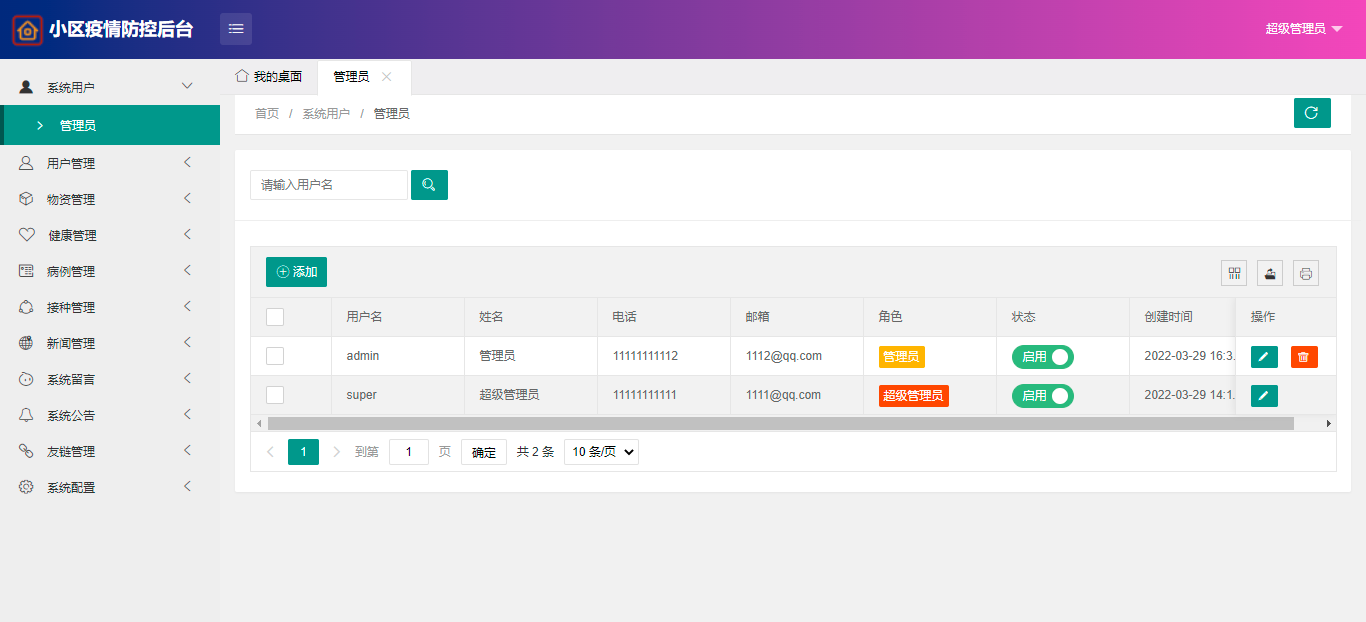 小区疫情防控后台
超级管理员
系统用户
管理员
用户管理
物资管理
健康管理
病例管理
接种管理
新闻管理
系统留言
系统公告
友链管理
系统配置
我的桌面 管理员
首页 / 系统用户 / 管理员
请输入用户名
添加
用户名 姓名 电话 邮箱 角色 状态 创建时间 操作
admin 管理员 11111111112 1112@qq.com 管理员 启用 2022-03-29 16:3.
super 超级管理员 11111111111 1111@qq.com 超级管理员 启用 2022-03-29 14:1.
1 到第 1 页 确定 共 2 条 10 条/页